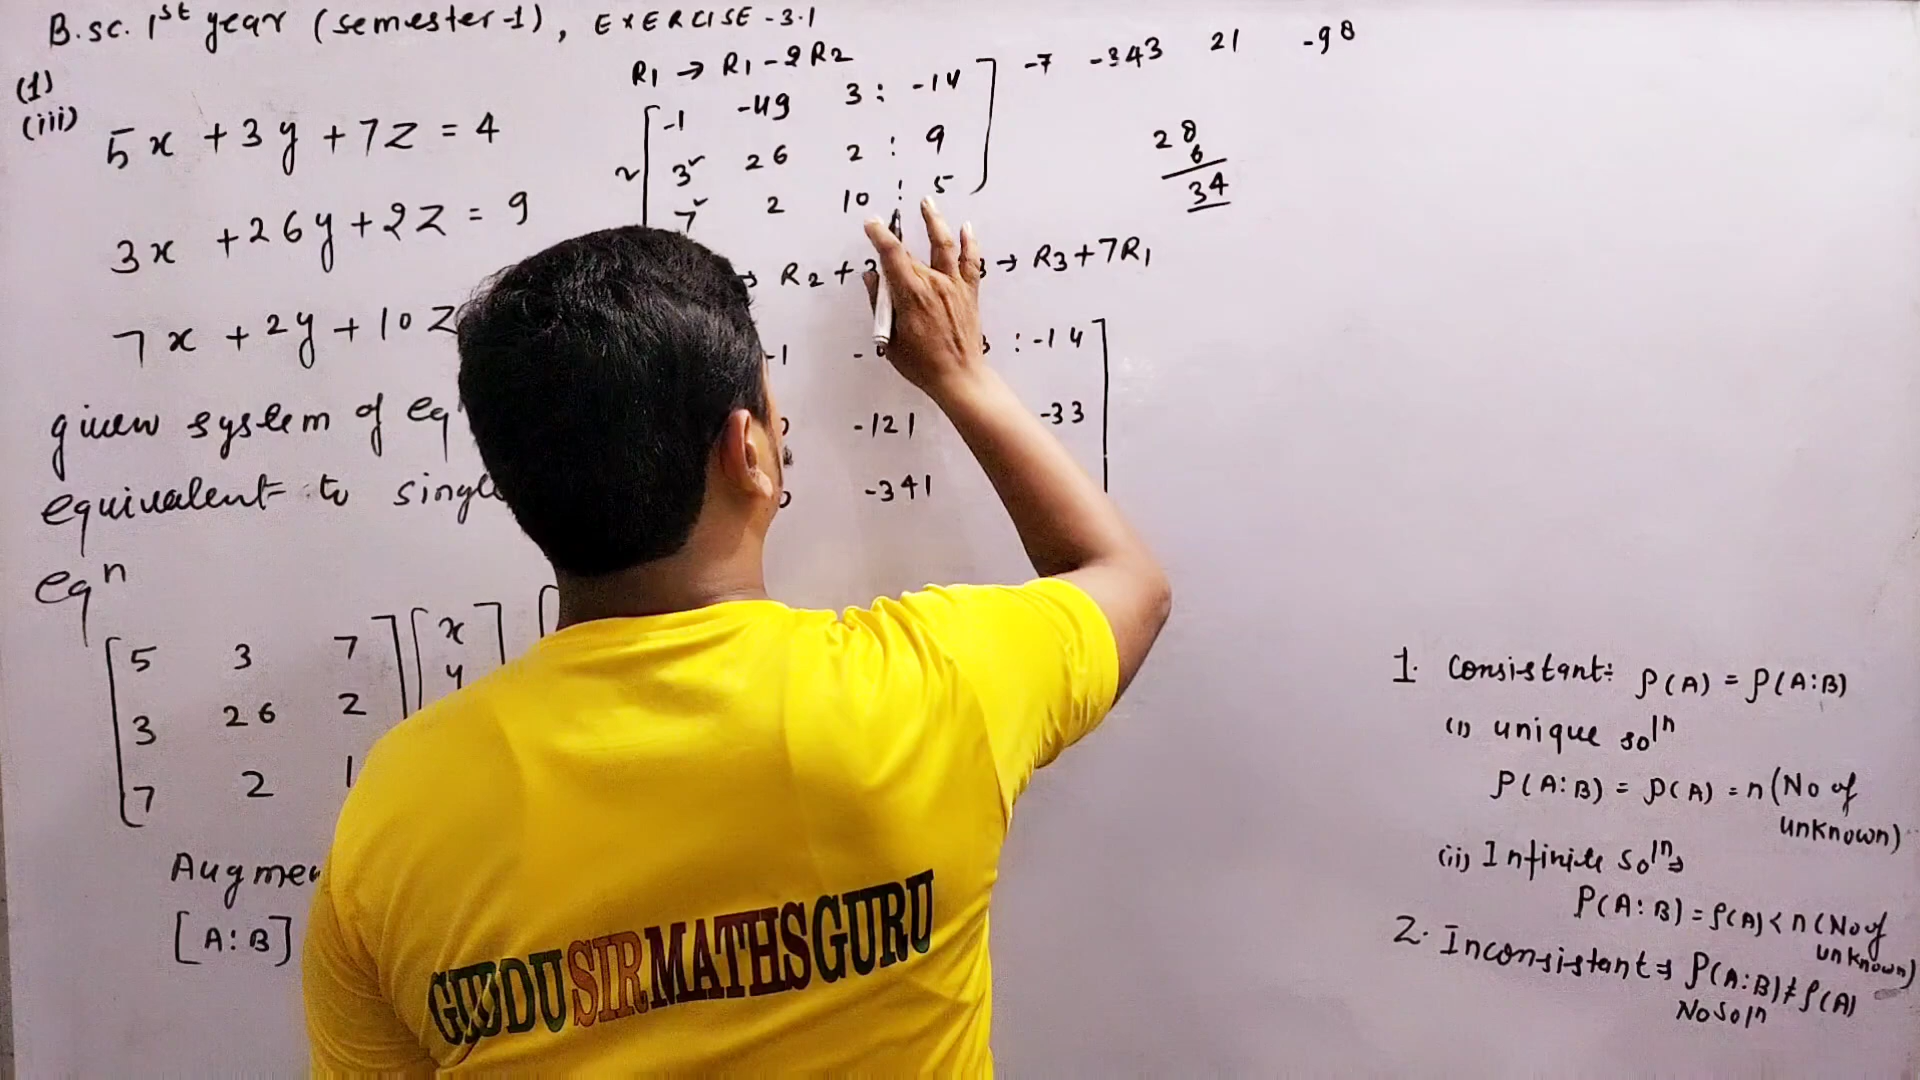 B.sc. 1st year (semester-1), EXERCISE-3.1
(1)
(iii)
5x + 3y + 7z = 4
3x + 26y + 2z = 9
7x + 2y + 10z
given system of eq
equivalent to single
eqn
[5 3 7] [x
3 26 2 y
7 2 1
Augmen
[A:B]
R1 → R1 - 2R2
~ [-1 -49 3 : -14]
3 26 2 : 9
7 2 10 : 5
R2 + 3 → R3 + 7R1
-1 : -14]
-121 -33
-341
-7 -343 21 -98
28
6
34
1. Consistant: ρ(A) = ρ(A:B)
(i) unique soln
ρ(A:B) = ρ(A) = n (No of unknown)
(ii) Infinite soln⇒
ρ(A:B) = ρ(A) < n (No of unknown)
2. Inconsistant ⇒ ρ(A:B) ≠ ρ(A)
No soln
GUDDU SIR MATHS GURU